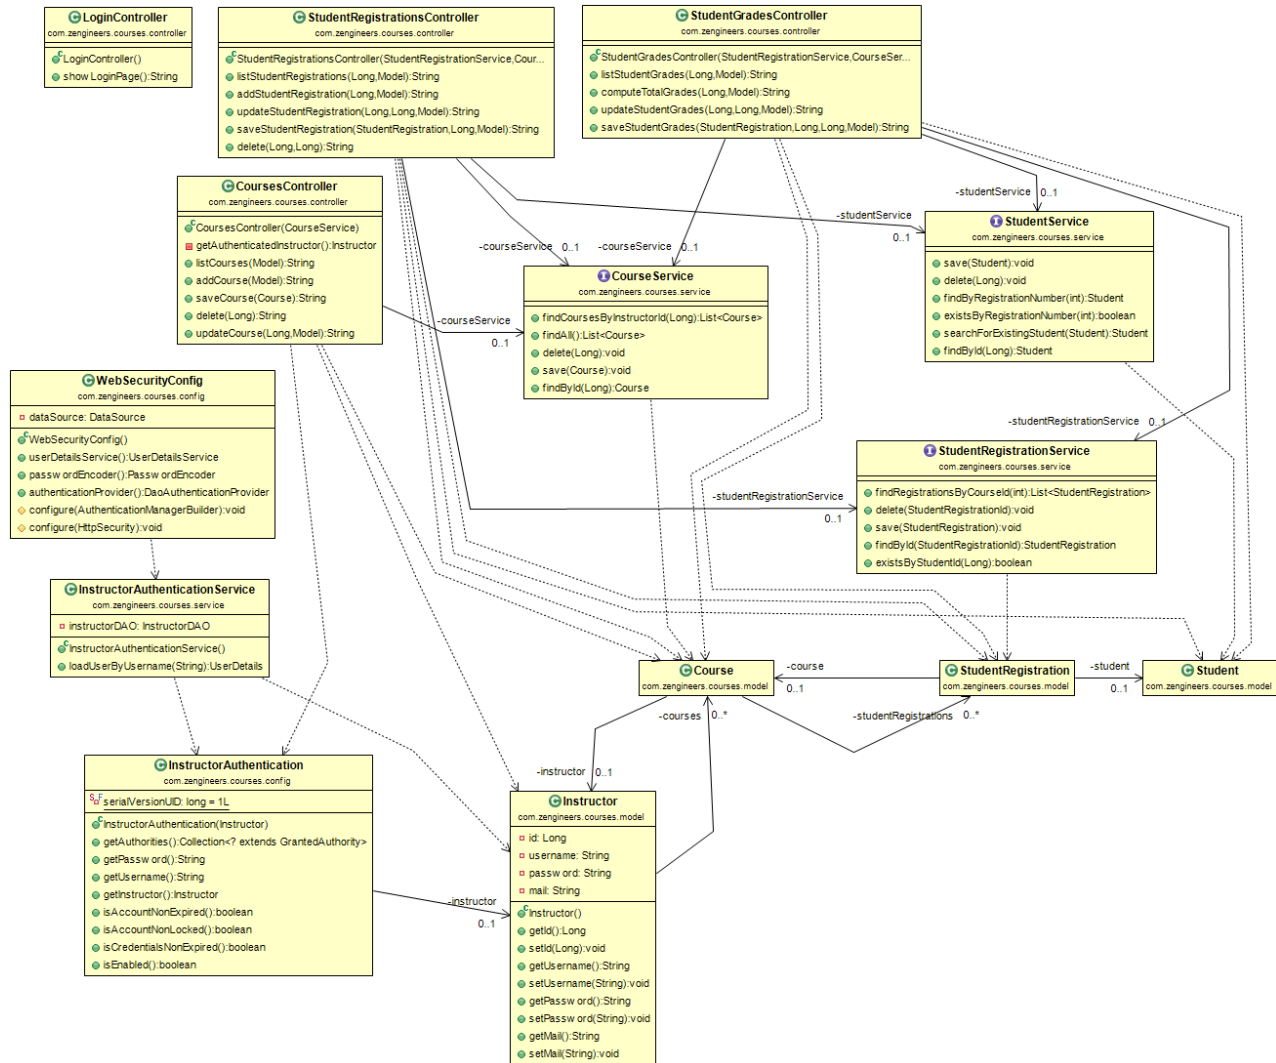 LoginController
com.zengineers.courses.controller
LoginController()
show LoginPage():String
StudentRegistrationsController
com.zengineers.courses.controller
StudentRegistrationsController(StudentRegistrationService,Cour...
listStudentRegistrations(Long,Model):String
addStudentRegistration(Long,Model):String
updateStudentRegistration(Long,Long,Model):String
saveStudentRegistration(StudentRegistration,Long,Model):String
delete(Long,Long):String
StudentGradesController
com.zengineers.courses.controller
StudentGradesController(StudentRegistrationService,CourseSer...
listStudentGrades(Long,Model):String
computeTotalGrades(Long,Model):String
updateStudentGrades(Long,Long,Model):String
saveStudentGrades(StudentRegistration,Long,Long,Model):String
CoursesController
com.zengineers.courses.controller
CoursesController(CourseService)
getAuthenticatedInstructor():Instructor
listCourses(Model):String
addCourse(Model):String
saveCourse(Course):String
delete(Long):String
updateCourse(Long,Model):String
-courseService 0..1
-courseService 0..1
-courseService
0..1
-studentService
0..1
-studentService 0..1
CourseService
com.zengineers.courses.service
findCoursesByInstructorId(Long):List<Course>
findAll():List<Course>
delete(Long):void
save(Course):void
findById(Long):Course
StudentService
com.zengineers.courses.service
save(Student):void
delete(Long):void
findByRegistrationNumber(int):Student
existsByRegistrationNumber(int):boolean
searchForExistingStudent(Student):Student
findById(Long):Student
WebSecurityConfig
com.zengineers.courses.config
dataSource: DataSource
WebSecurityConfig()
userDetailsService():UserDetailsService
passw ordEncoder():Passw ordEncoder
authenticationProvider():DaoAuthenticationProvider
configure(AuthenticationManagerBuilder):void
configure(HttpSecurity):void
-studentRegistrationService 0..1
-studentRegistrationService
0..1
StudentRegistrationService
com.zengineers.courses.service
findRegistrationsByCourseId(int):List<StudentRegistration>
delete(StudentRegistrationId):void
save(StudentRegistration):void
findById(StudentRegistrationId):StudentRegistration
existsByStudentId(Long):boolean
InstructorAuthenticationService
com.zengineers.courses.service
instructorDAO: InstructorDAO
InstructorAuthenticationService()
loadUserByUsername(String):UserDetails
Course
com.zengineers.courses.model
-course
0..1
StudentRegistration
com.zengineers.courses.model
-student
0..1
Student
com.zengineers.courses.model
-courses 0..*
-studentRegistrations 0..*
-instructor 0..1
InstructorAuthentication
com.zengineers.courses.config
S F serialVersionUID: long = 1L
InstructorAuthentication(Instructor)
getAuthorities():Collection<? extends GrantedAuthority>
getPassw ord():String
getUsername():String
getInstructor():Instructor
isAccountNonExpired():boolean
isAccountNonLocked():boolean
isCredentialsNonExpired():boolean
isEnabled():boolean
-instructor
0..1
Instructor
com.zengineers.courses.model
id: Long
username: String
passw ord: String
mail: String
Instructor()
getId():Long
setId(Long):void
getUsername():String
setUsername(String):void
getPassw ord():String
setPassw ord(String):void
getMail():String
setMail(String):void